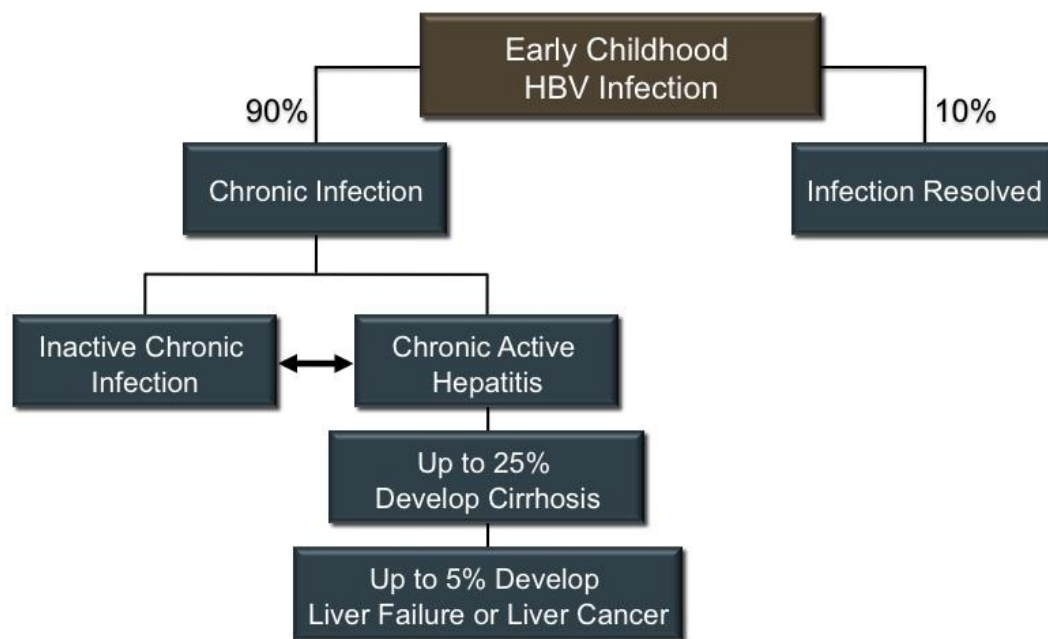 Early Childhood
HBV Infection
90%
10%
Chronic Infection
Infection Resolved
Inactive Chronic
Infection
Chronic Active
Hepatitis
Up to 25%
Develop Cirrhosis
Up to 5% Develop
Liver Failure or Liver Cancer